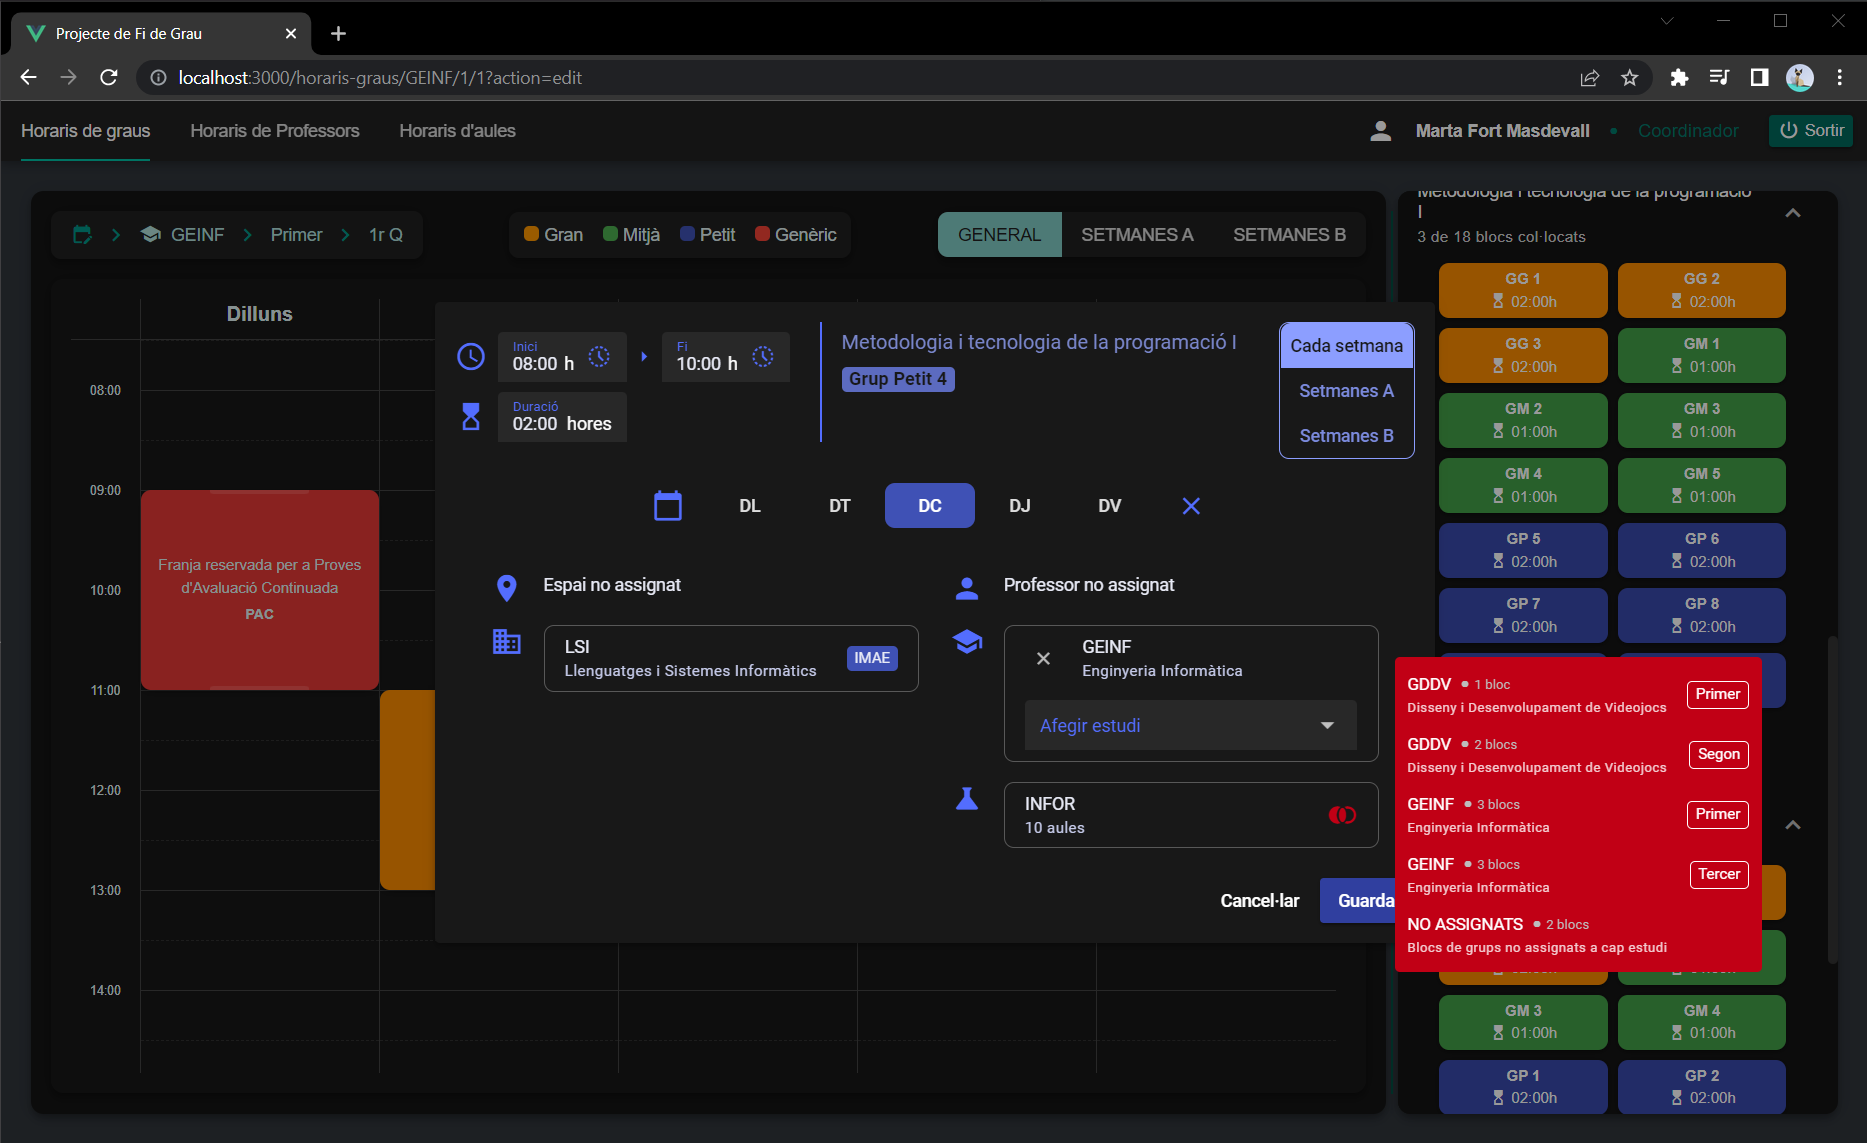 Projecte de Fi de Grau
localhost:3000/horaris-graus/GEINF/1/1?action=edit
Horaris de graus
Horaris de Professors
Horaris d'aules
Marta Fort Masdevall • Coordinador
Sortir
GEINF > Primer > 1r Q
Gran
Mitjà
Petit
Genèric
GENERAL
SETMANES A
SETMANES B
Dilluns
08:00
09:00
10:00
11:00
12:00
13:00
14:00
Franja reservada per a Proves
d'Avaluació Continuada
PAC
Inici
08:00 h
Fi
10:00 h
Duració
02:00 hores
Metodologia i tecnologia de la programació I
Grup Petit 4
Cada setmana
Setmanes A
Setmanes B
DL
DT
DC
DJ
DV
Espai no assignat
LSI
Llenguatges i Sistemes Informàtics
IMAE
Professor no assignat
GEINF
Enginyeria Informàtica
Afegir estudi
INFOR
10 aules
Cancel·lar
Guarda
Metodologia i tecnologia de la programació
I
3 de 18 blocs col·locats
GG 1
02:00h
GG 2
02:00h
GG 3
02:00h
GM 1
01:00h
GM 2
01:00h
GM 3
01:00h
GM 4
01:00h
GM 5
01:00h
GP 5
02:00h
GP 6
02:00h
GP 7
02:00h
GP 8
02:00h
GDDV • 1 bloc
Disseny i Desenvolupament de Videojocs
Primer
GDDV • 2 blocs
Disseny i Desenvolupament de Videojocs
Segon
GEINF • 3 blocs
Enginyeria Informàtica
Primer
GEINF • 3 blocs
Enginyeria Informàtica
Tercer
NO ASSIGNATS • 2 blocs
Blocs de grups no assignats a cap estudi
GM 3
01:00h
GM 4
01:00h
GP 1
02:00h
GP 2
02:00h